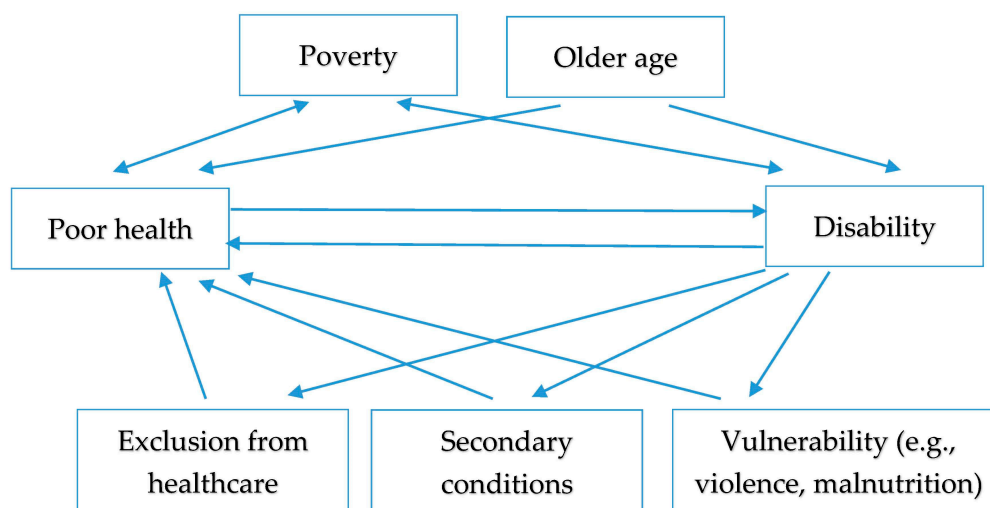 Poverty
Older age
Poor health
Disability
Exclusion from
healthcare
Secondary
conditions
Vulnerability (e.g.,
violence, malnutrition)